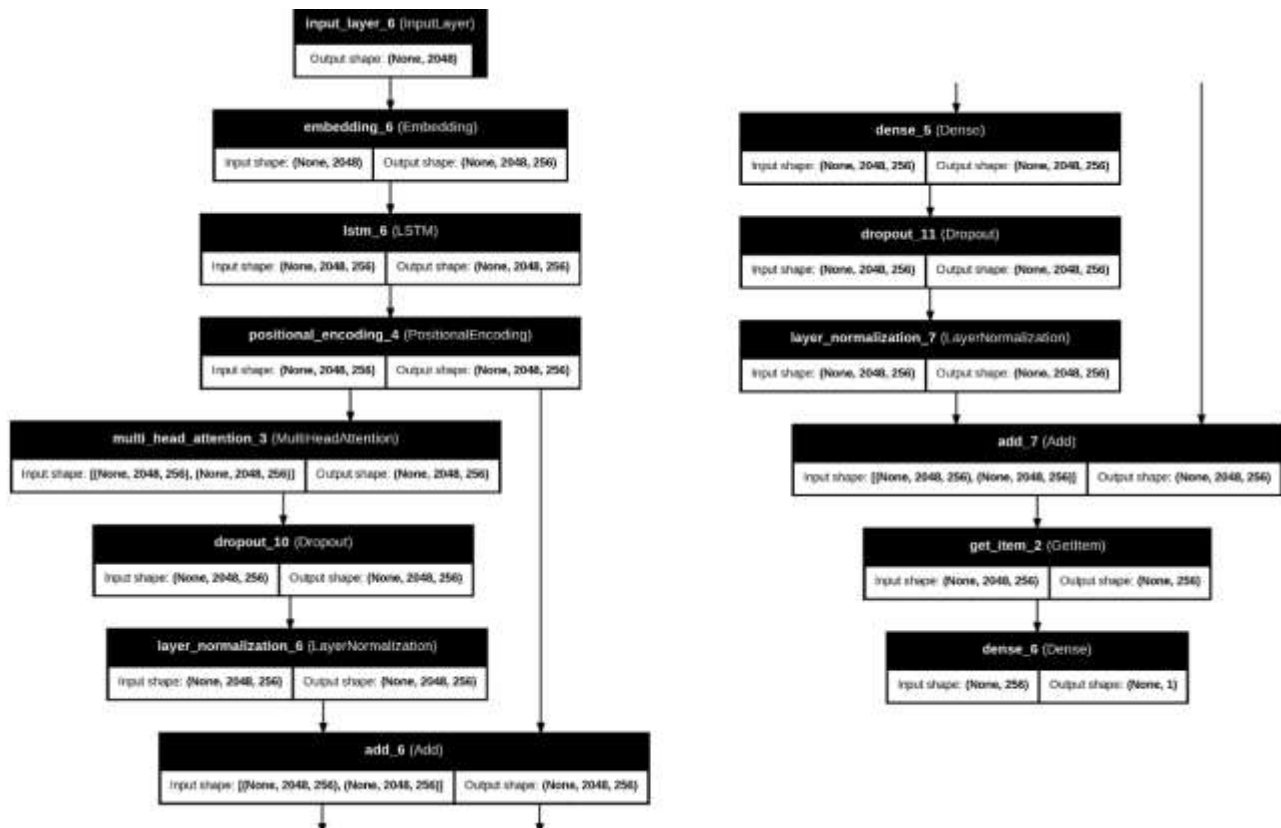 input_layer_6 (InputLayer)
Output shape: (None, 2048)
embedding_6 (Embedding)
Input shape: (None, 2048) Output shape: (None, 2048, 256)
lstm_6 (LSTM)
Input shape: (None, 2048, 256) Output shape: (None, 2048, 256)
positional_encoding_4 (PositionalEncoding)
Input shape: (None, 2048, 256) Output shape: (None, 2048, 256)
multi_head_attention_3 (MultiHeadAttention)
Input shape: [(None, 2048, 256), (None, 2048, 256)] Output shape: (None, 2048, 256)
dropout_10 (Dropout)
Input shape: (None, 2048, 256) Output shape: (None, 2048, 256)
layer_normalization_6 (LayerNormalization)
Input shape: (None, 2048, 256) Output shape: (None, 2048, 256)
add_6 (Add)
Input shape: [(None, 2048, 256), (None, 2048, 256)] Output shape: (None, 2048, 256)
dense_5 (Dense)
Input shape: (None, 2048, 256) Output shape: (None, 2048, 256)
dropout_11 (Dropout)
Input shape: (None, 2048, 256) Output shape: (None, 2048, 256)
layer_normalization_7 (LayerNormalization)
Input shape: (None, 2048, 256) Output shape: (None, 2048, 256)
add_7 (Add)
Input shape: [(None, 2048, 256), (None, 2048, 256)] Output shape: (None, 2048, 256)
get_item_2 (GetItem)
Input shape: (None, 2048, 256) Output shape: (None, 256)
dense_6 (Dense)
Input shape: (None, 256) Output shape: (None, 1)